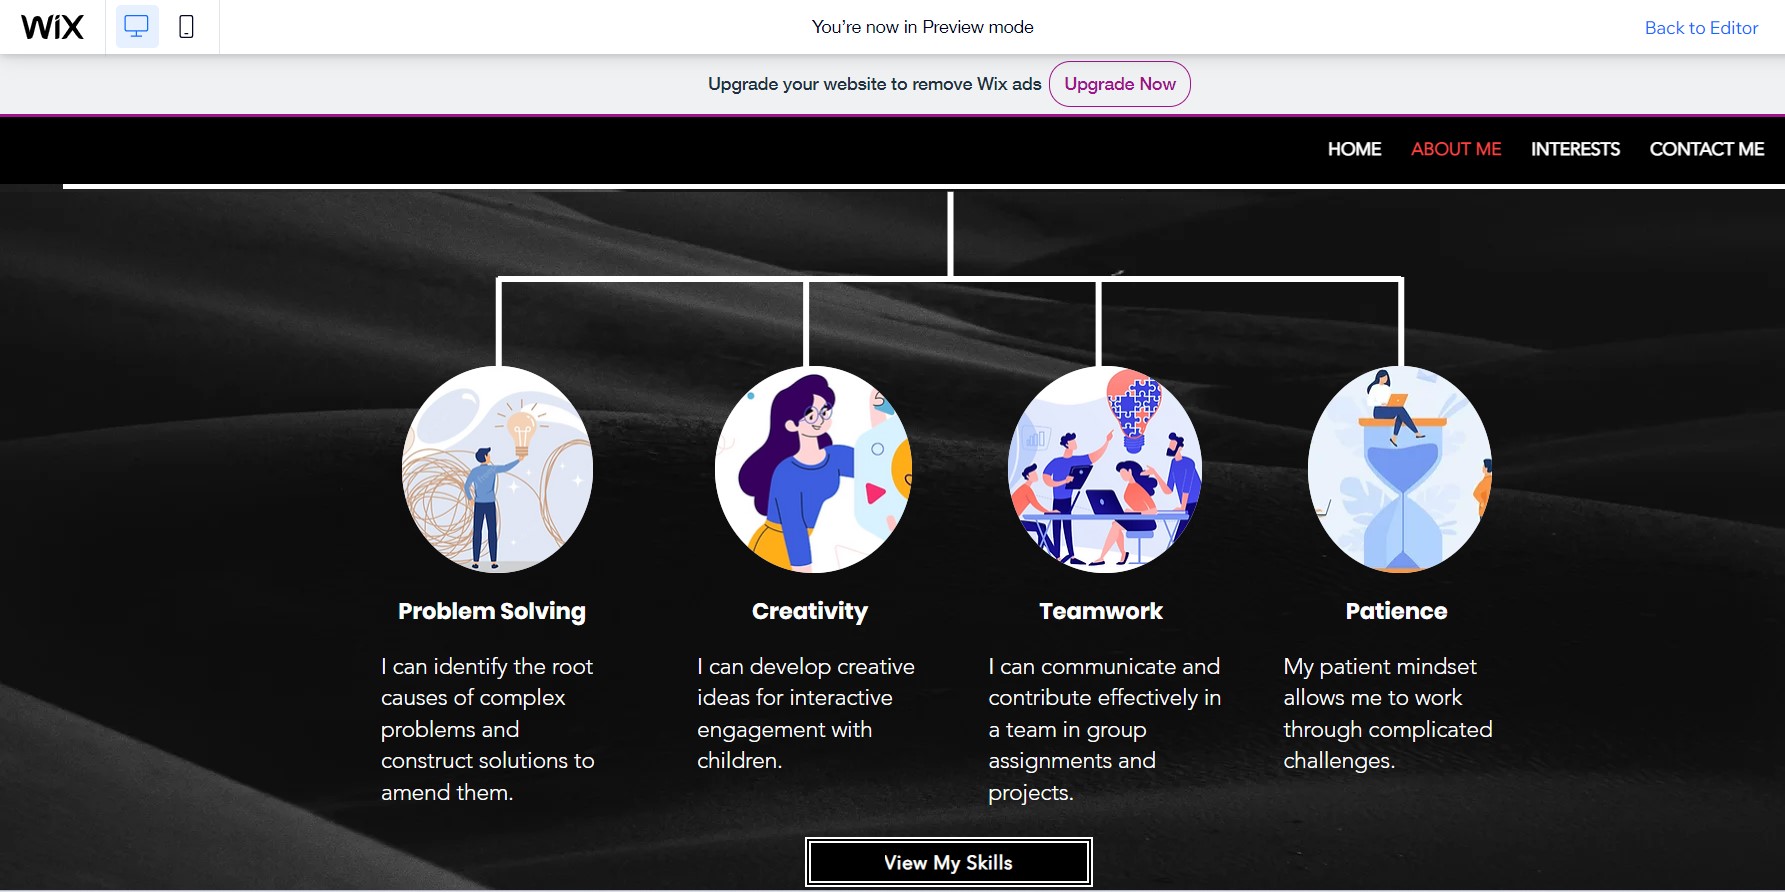 WiX
You're now in Preview mode
Back to Editor
Upgrade your website to remove Wix ads
Upgrade Now
HOME
ABOUT ME
INTERESTS
CONTACT ME
Problem Solving
I can identify the root
causes of complex
problems and
construct solutions to
amend them.
Creativity
I can develop creative
ideas for interactive
engagement with
children.
Teamwork
I can communicate and
contribute effectively in
a team in group
assignments and
projects.
Patience
My patient mindset
allows me to work
through complicated
challenges.
View My Skills